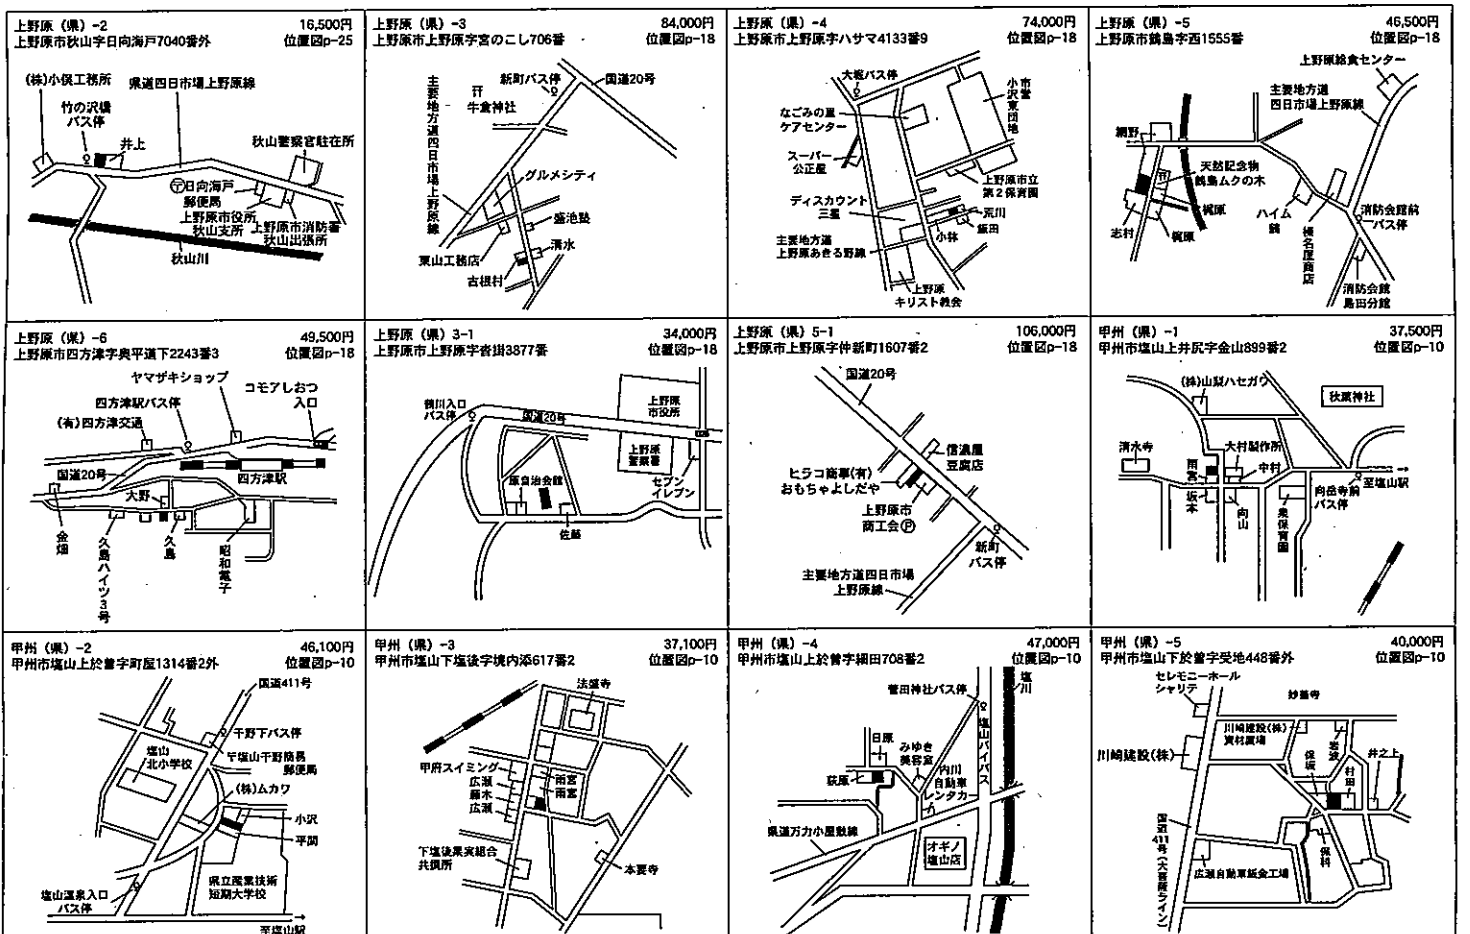 上野原（県）-2
16,500円
上野原市秋山字日向海戸7040番外
位置図p-25
(株)小俣工務所
県道四日市場上野原線
竹の沢橋
バス停
井上
秋山警察官駐在所
〒日向海戸
郵便局
上野原市役所
秋山支所
上野原市消防署
秋山出張所
秋山川
上野原（県）-3
84,000円
上野原市上野原字宮のこし706番
位置図p-18
主要地方道四日市場上野原線
新町バス停
国道20号
牛倉神社
グルメシティ
盛池塾
清水
東山工務店
古根村
上野原（県）-4
74,000円
上野原市上野原字ハサマ4133番9
位置図p-18
大堀バス停
市営
小沢東団地
なごみの里
ケアセンター
スーパー
公正屋
上野原市立
第2保育園
ディスカウント
三星
荒川
飯田
小林
主要地方道
上野原あきる野線
上野原
キリスト教会
上野原（県）-5
46,500円
上野原市鶴島字西1555番
位置図p-18
上野原給食センター
主要地方道
四日市場上野原線
網野
天然記念物
鶴島ムクの木
梶原
志村
梶原
ハイム
鶴
榛名屋商店
消防会館前
バス停
消防会館
島田分館
上野原（県）-6
49,500円
上野原市四方津字奥平道下2243番3
位置図p-18
ヤマザキショップ
コモアしおつ
入口
四方津駅バス停
(有)四方津交通
国道20号
四方津駅
大野
金畑
久島ハイツ3号
久島
昭和電子
上野原（県）3-1
34,000円
上野原市上野原字沓掛3877番
位置図p-18
鶴川入口
バス停
国道20号
上野原
市役所
上野原
警察署
セブン
イレブン
原自治会館
佐藤
上野原（県）5-1
106,000円
上野原市上野原字仲新町1607番2
位置図p-18
国道20号
信濃屋
豆腐店
ヒラコ商事(有)
おもちゃよしだや
上野原市
商工会Ⓟ
新町
バス停
主要地方道四日市場
上野原線
甲州（県）-1
37,500円
甲州市塩山上井尻字金山899番2
位置図p-10
(株)山梨ハセガワ
秋葉神社
清水寺
雨宮
大村製作所
中村
坂本
向山
泉保育園
向岳寺前
バス停
至塩山駅
甲州（県）-2
46,100円
甲州市塩山上於曽字町屋1314番2外
位置図p-10
国道411号
千野下バス停
塩山
北小学校
〒塩山千野簡易
郵便局
(株)ムカワ
小沢
平岡
県立産業技術
短期大学校
塩山温泉入口
バス停
至塩山駅
甲州（県）-3
37,100円
甲州市塩山下塩後字境内添617番2
位置図p-10
法蓮寺
甲府スイミング
広瀬
藤木
広瀬
雨宮
雨宮
下塩後果実組合
共撰所
本要寺
甲州（県）-4
47,000円
甲州市塩山上於曽字細田708番2
位置図p-10
菅田神社バス停
塩川
塩山バイパス
日原
荻原
みゆき
美容室
内川
自動車
レンタカー
県道万力小屋敷線
オギノ
塩山店
甲州（県）-5
40,000円
甲州市塩山下於曽字受地448番外
位置図p-10
セレモニーホール
シャリテ
川崎建設(株)
資材置場
岩波
川崎建設(株)
保坂
村田
井之上
国道411号(大菩薩ライン)
広瀬自動車鈑金工場
保科